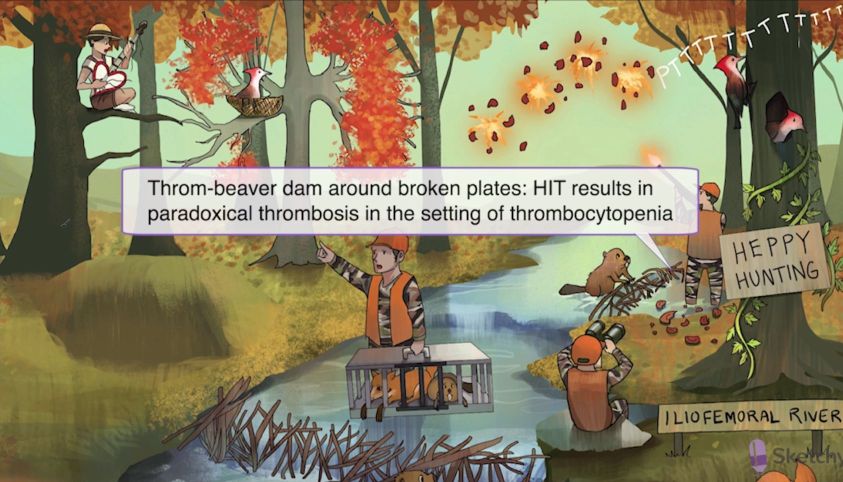 Throm-beaver dam around broken plates: HIT results in
paradoxical thrombosis in the setting of thrombocytopenia
HEPPY
HUNTING
ILIOFEMORAL RIVER
Sketchy